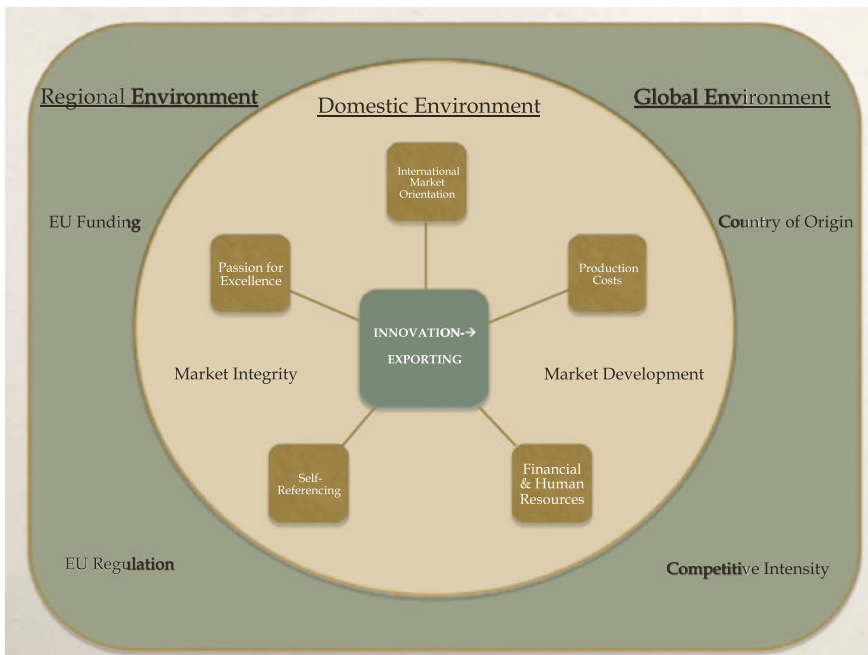 Regional Environment
Domestic Environment
Global Environment
International
Market
Orientation
EU Funding
Country of Origin
Passion for
Excellence
Production
Costs
INNOVATION-→
EXPORTING
Market Integrity
Market Development
Self-
Referencing
Financial
& Human
Resources
EU Regulation
Competitive Intensity